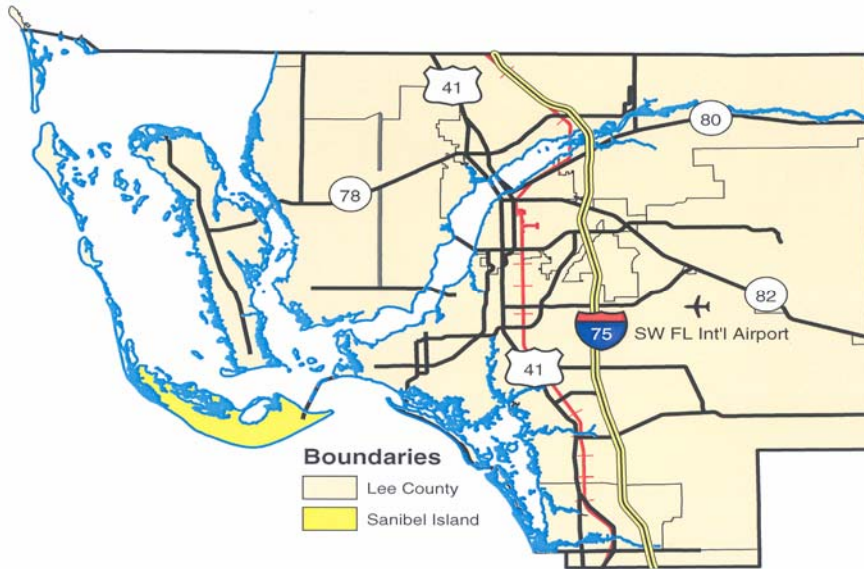 41
80
78
82
75
SW FL Int'l Airport
41
Boundaries
Lee County
Sanibel Island